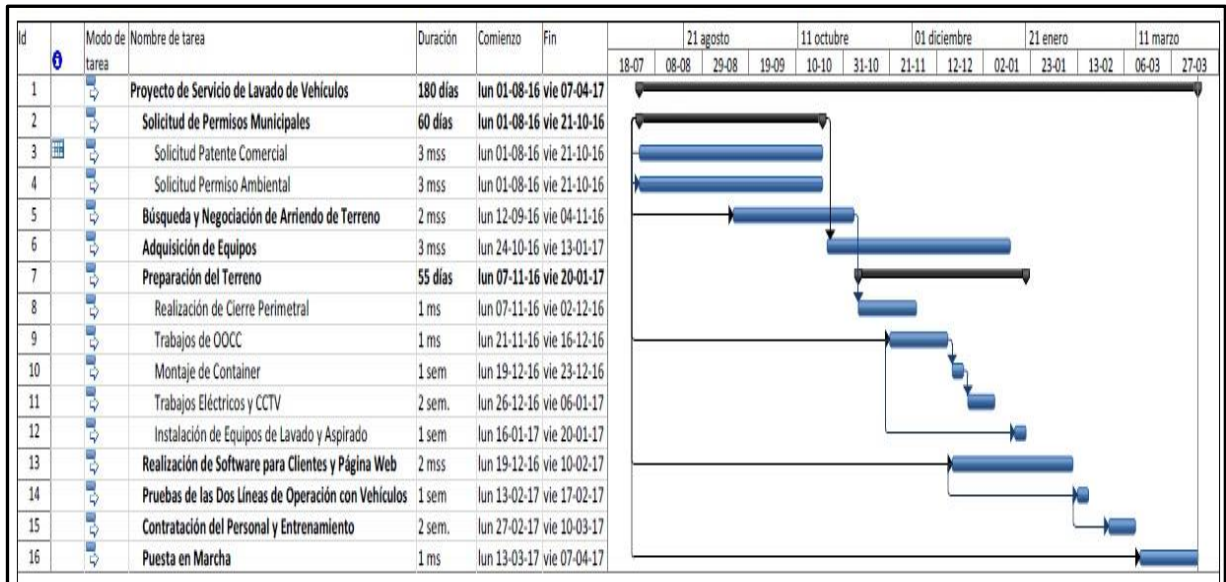 Id Modo de tarea Nombre de tarea Duración Comienzo Fin
21 agosto 11 octubre 01 diciembre 21 enero 11 marzo
18-07 08-08 29-08 19-09 10-10 31-10 21-11 12-12 02-01 23-01 13-02 06-03 27-03
1 Proyecto de Servicio de Lavado de Vehículos 180 días lun 01-08-16 vie 07-04-17
2 Solicitud de Permisos Municipales 60 días lun 01-08-16 vie 21-10-16
3 Solicitud Patente Comercial 3 mss lun 01-08-16 vie 21-10-16
4 Solicitud Permiso Ambiental 3 mss lun 01-08-16 vie 21-10-16
5 Búsqueda y Negociación de Arriendo de Terreno 2 mss lun 12-09-16 vie 04-11-16
6 Adquisición de Equipos 3 mss lun 24-10-16 vie 13-01-17
7 Preparación del Terreno 55 días lun 07-11-16 vie 20-01-17
8 Realización de Cierre Perimetral 1 ms lun 07-11-16 vie 02-12-16
9 Trabajos de OOCC 1 ms lun 21-11-16 vie 16-12-16
10 Montaje de Container 1 sem lun 19-12-16 vie 23-12-16
11 Trabajos Eléctricos y CCTV 2 sem. lun 26-12-16 vie 06-01-17
12 Instalación de Equipos de Lavado y Aspirado 1 sem lun 16-01-17 vie 20-01-17
13 Realización de Software para Clientes y Página Web 2 mss lun 19-12-16 vie 10-02-17
14 Pruebas de las Dos Líneas de Operación con Vehículos 1 sem lun 13-02-17 vie 17-02-17
15 Contratación del Personal y Entrenamiento 2 sem. lun 27-02-17 vie 10-03-17
16 Puesta en Marcha 1 ms lun 13-03-17 vie 07-04-17